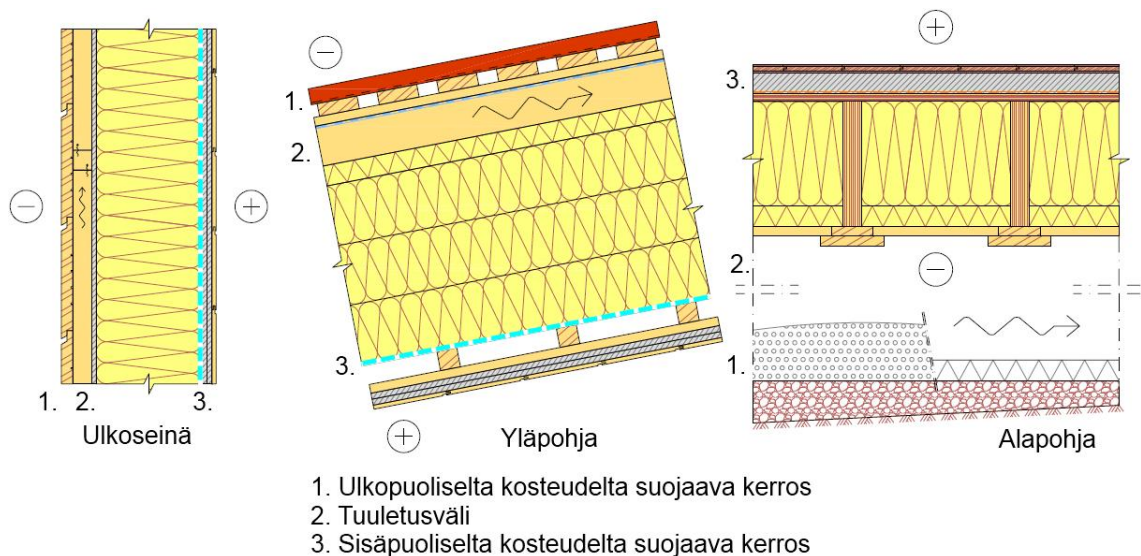 1. 2. 3.
Ulkoseinä
1.
2.
3.
Yläpohja
3.
2.
1.
Alapohja
1. Ulkopuoliselta kosteudelta suojaava kerros
2. Tuuletusväli
3. Sisäpuoliselta kosteudelta suojaava kerros